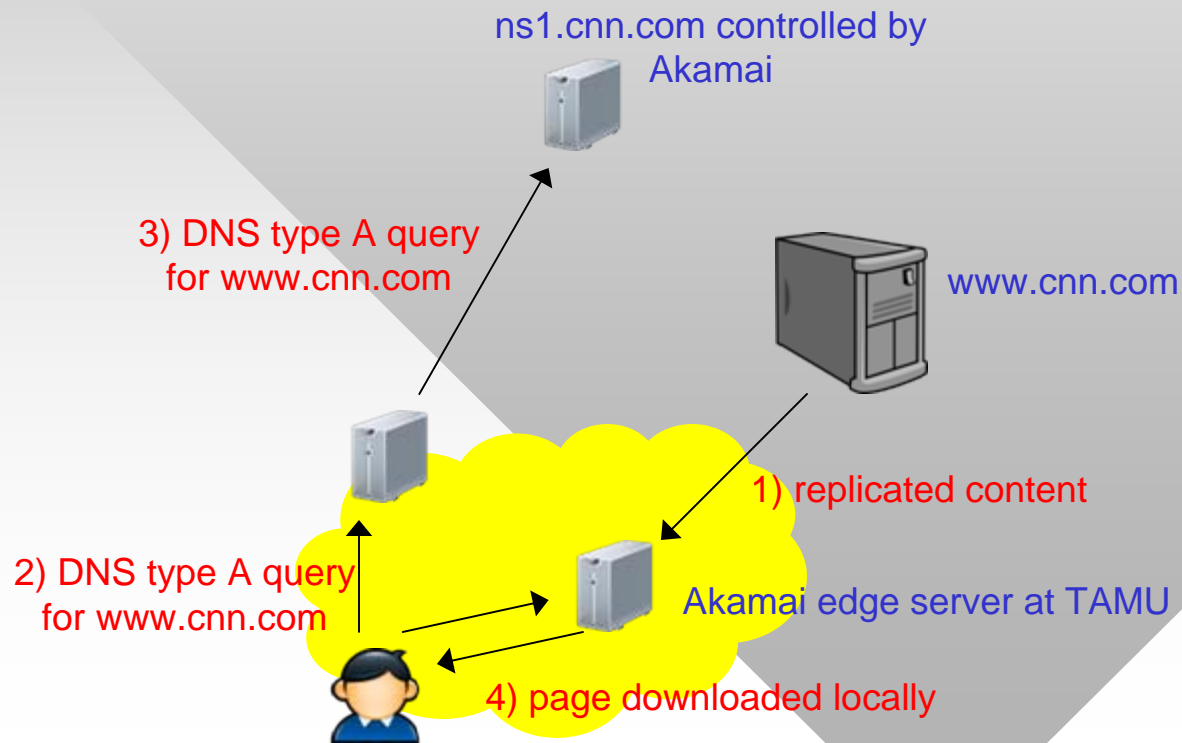 ns1.cnn.com controlled by
Akamai
3) DNS type A query
for www.cnn.com
www.cnn.com
1) replicated content
2) DNS type A query
for www.cnn.com
Akamai edge server at TAMU
4) page downloaded locally